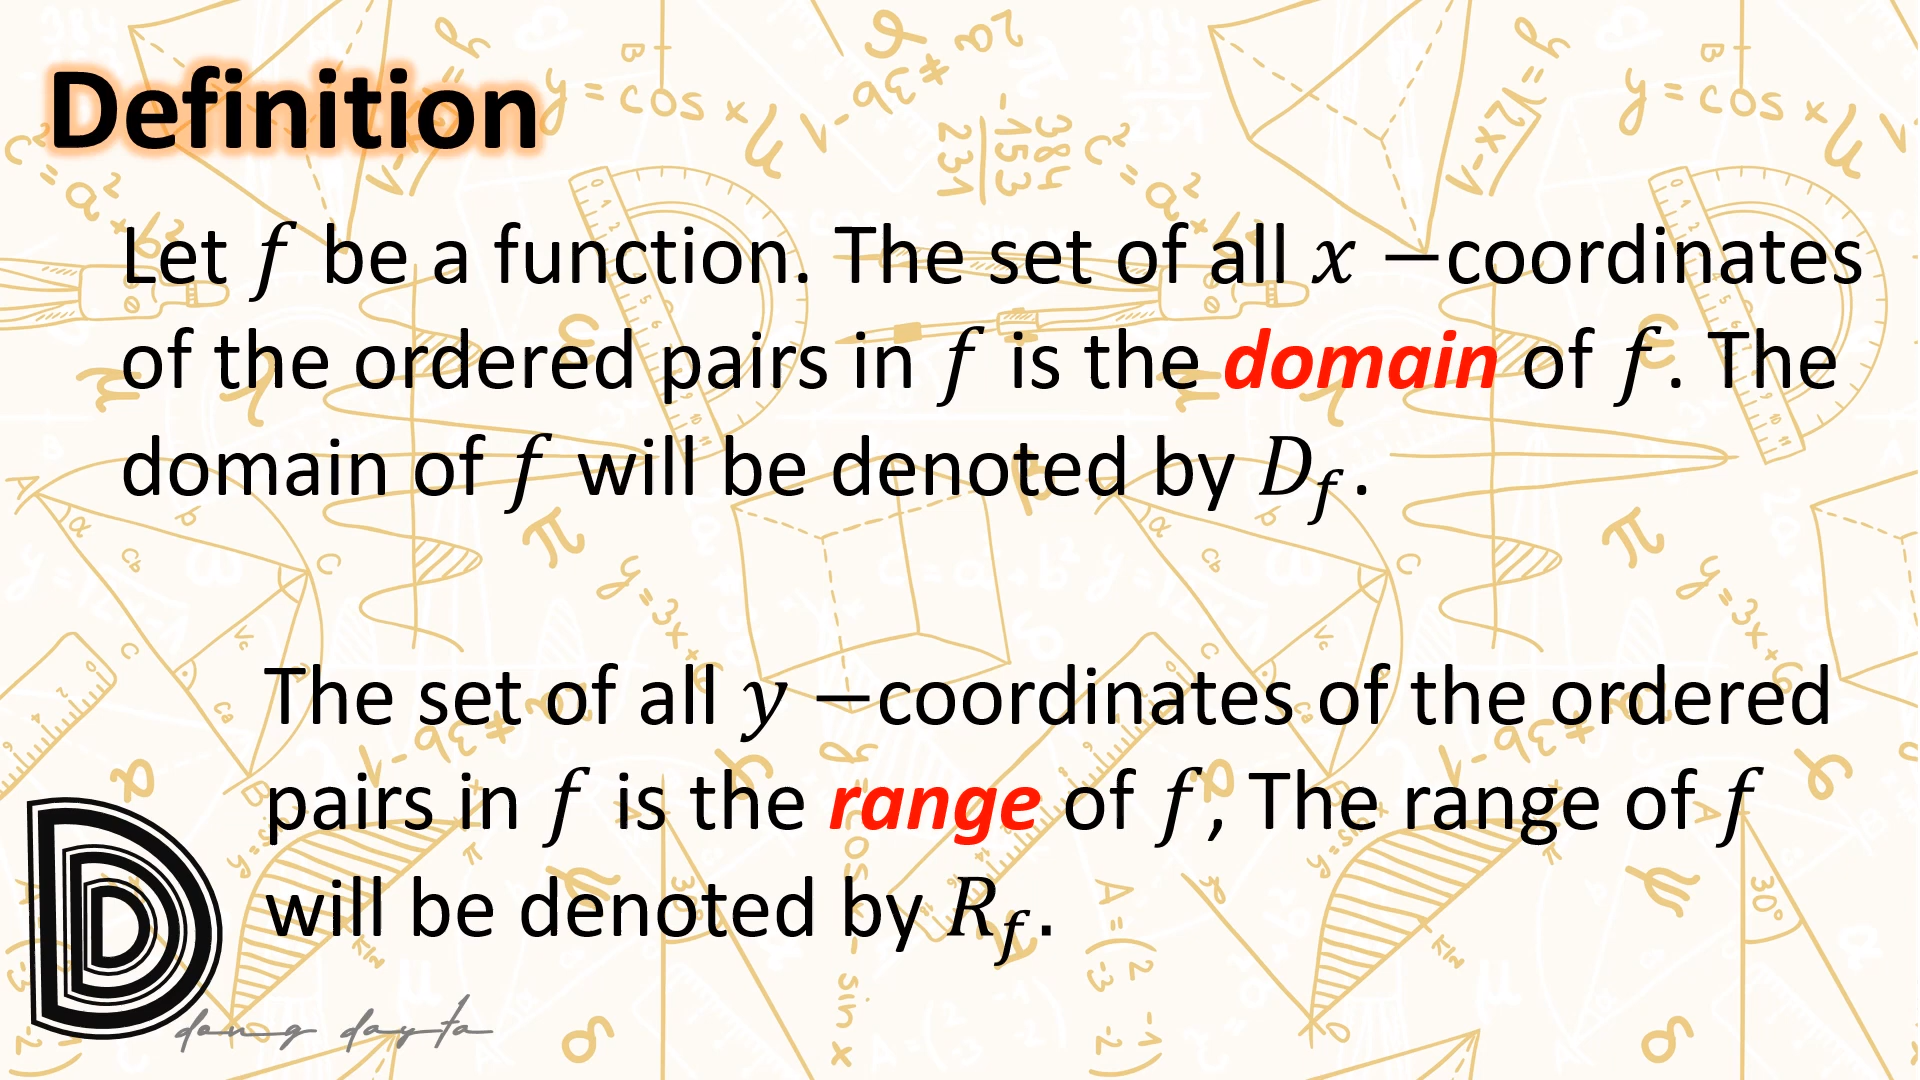 Definition
Let f be a function. The set of all x −coordinates
of the ordered pairs in f is the domain of f. The
domain of f will be denoted by D_f.
The set of all y −coordinates of the ordered
pairs in f is the range of f, The range of f
will be denoted by R_f.
dong dayta